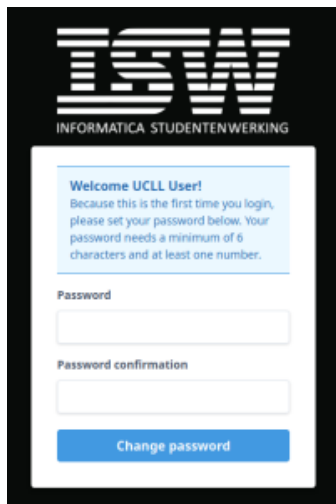 ISW
INFORMATICA STUDENTENWERKING
Welcome UCLL User!
Because this is the first time you login,
please set your password below. Your
password needs a minimum of 6
characters and at least one number.
Password
Password confirmation
Change password